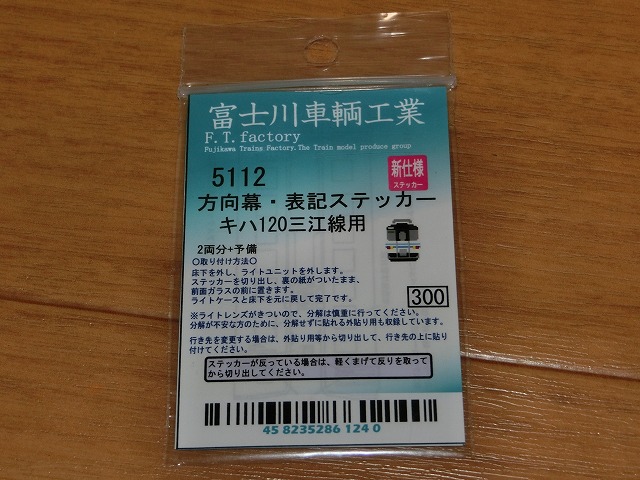 富士川車輌工業
F.T.factory
Fujikawa Trains Factory.The Train model produce group
5112
新仕様
ステッカー
方向幕・表記ステッカー
キハ120三江線用
2両分+予備
〇取り付け方法〇
床下を外し、ライトユニットを外します。
ステッカーを切り出し、裏の紙がついたまま、
前面ガラスの前に置きます。
ライトケースと床下を元に戻して完了です。
300
※ライトレンズがきついので、分解は慎重に行ってください。
分解が不安な方のために、分解せずに貼れる外貼り用も収録しています。
行き先を変更する場合は、外貼り用等から切り出して、行き先の上に貼り
付けてください。
ステッカーが反っている場合は、軽くまげて反りを取って
から切り出してください。
45 8235286 124 0